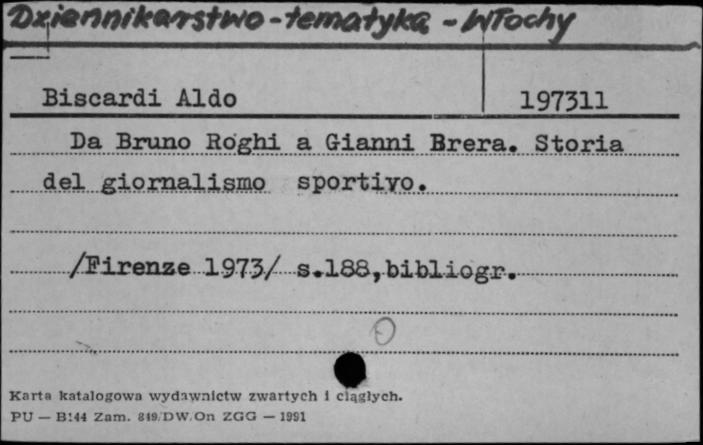 Dziennikarstwo - tematyka - Włochy
Biscardi Aldo 197311
Da Bruno Roghi a Gianni Brera. Storia
del giornalismo sportivo.
/Firenze 1973/ s.188,bibliogr.
Karta katalogowa wydawnictw zwartych i ciągłych.
PU — B144 Zam. 849/DW/On ZGG — 1991